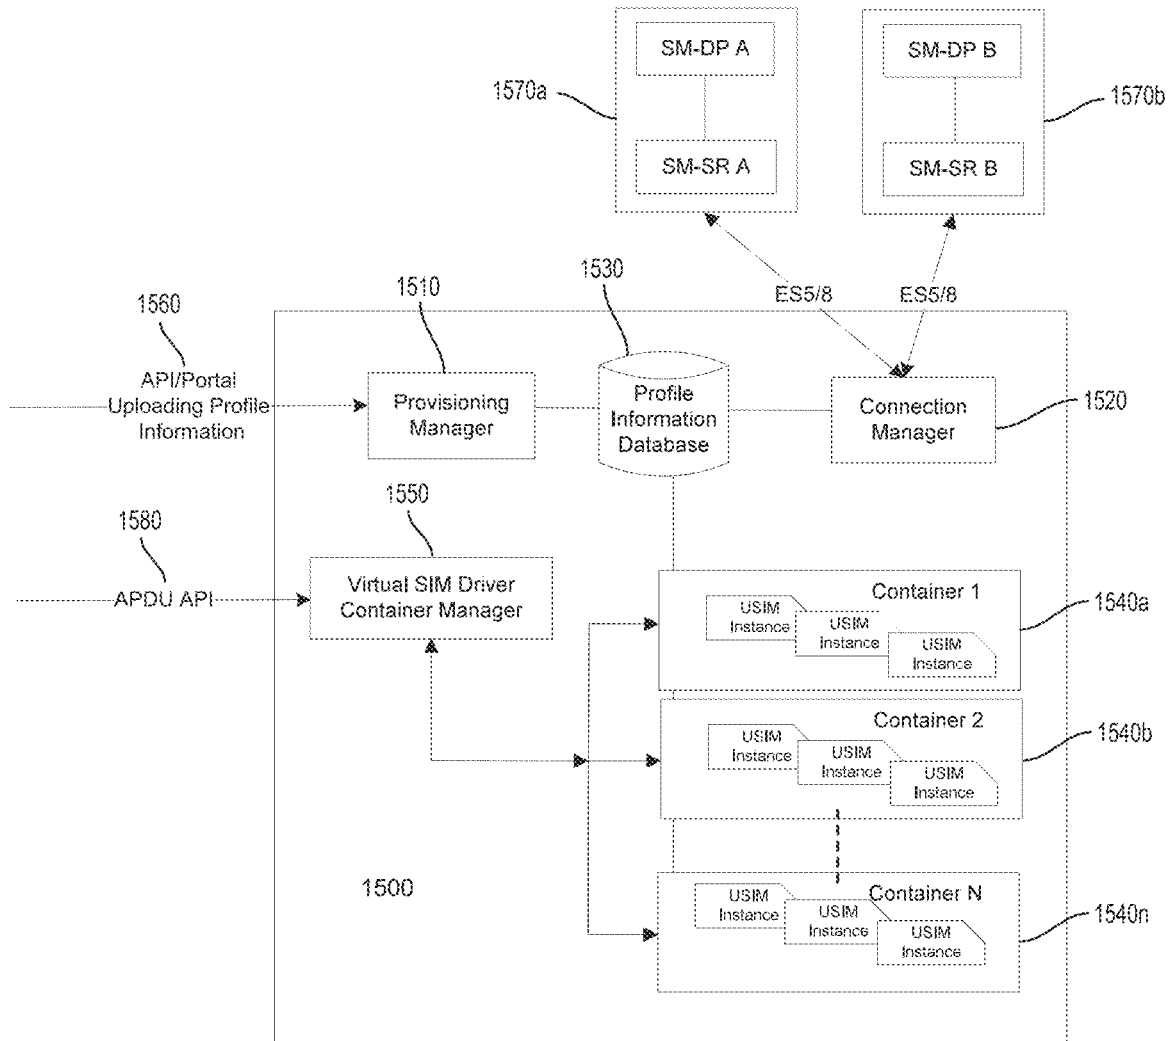 SM-DP A
SM-DP B
1570a
1570b
SM-SR A
SM-SR B
1530
ES5/8
ES5/8
1560
1510
API/Portal
Uploading Profile
Information
Provisioning
Manager
Profile
Information
Database
Connection
Manager
1520
1550
1580
APDU API
Virtual SIM Driver
Container Manager
Container 1
1540a
USIM
Instance
USIM
Instance
USIM
Instance
Container 2
1540b
USIM
Instance
USIM
Instance
USIM
Instance
1500
Container N
1540n
USIM
Instance
USIM
Instance
USIM
Instance